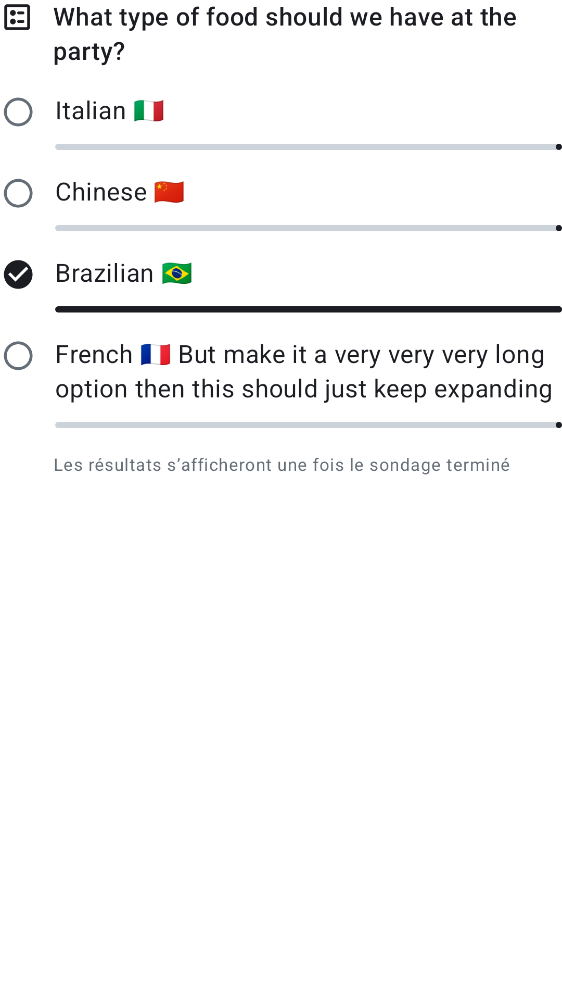 What type of food should we have at the
party?
Italian 🇮🇹
Chinese 🇨🇳
Brazilian 🇧🇷
French 🇫🇷 But make it a very very very long
option then this should just keep expanding
Les résultats s’afficheront une fois le sondage terminé